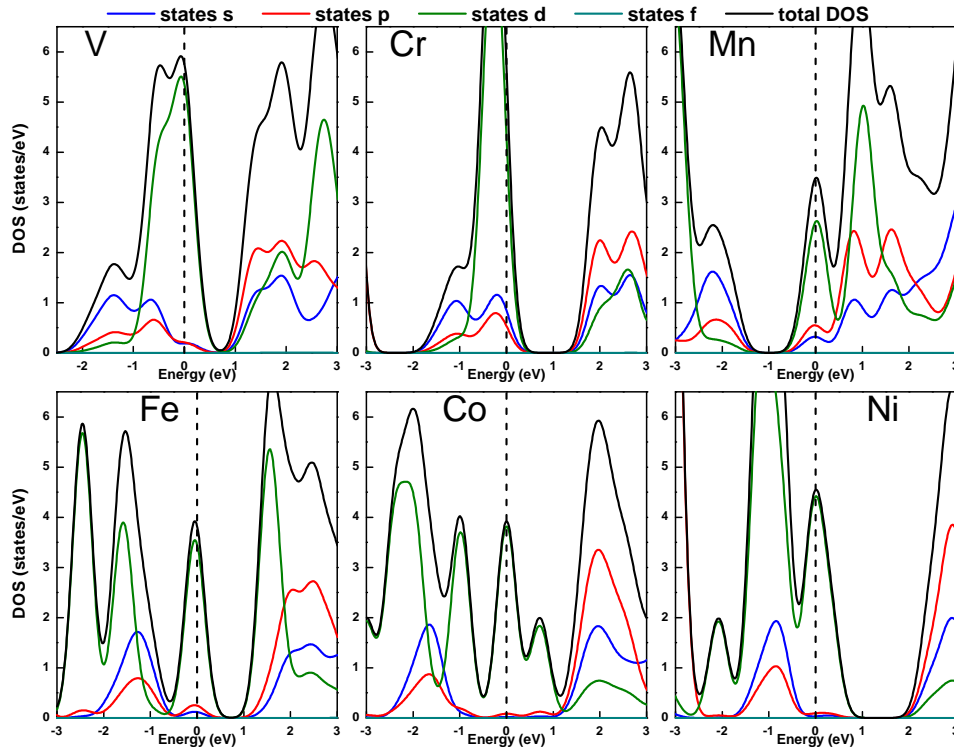 states s states p states d states f total DOS
V Cr Mn
DOS (states/eV)
6
5
4
3
2
1
0
-2 -1 0 1 2 3
-3 -2 -1 0 1 2 3
-3 -2 -1 0 1 2 3
Energy (eV) Energy (eV) Energy (eV)
Fe Co Ni
DOS (states/eV)
6
5
4
3
2
1
0
-3 -2 -1 0 1 2 3
-3 -2 -1 0 1 2 3
-3 -2 -1 0 1 2 3
Energy (eV) Energy (eV) Energy (eV)